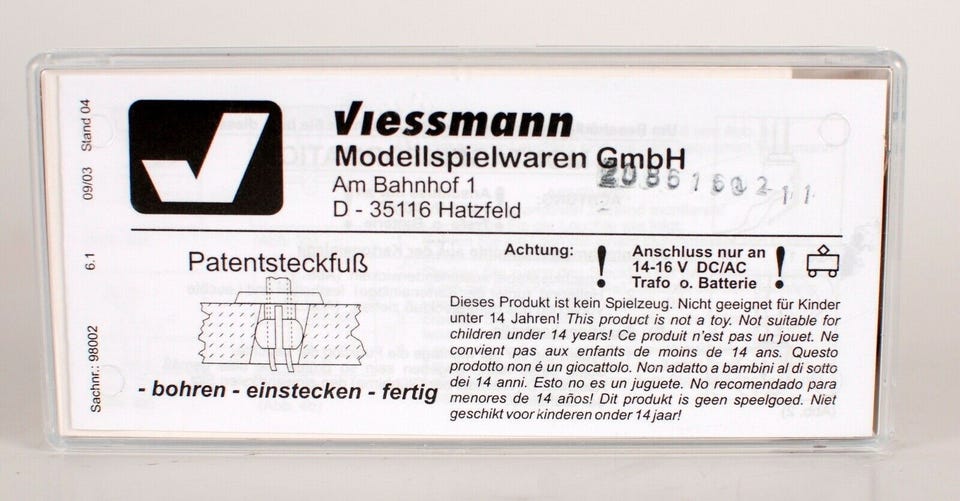 Viessmann
Modellspielwaren GmbH
Am Bahnhof 1
D - 35116 Hatzfeld
Sachnr.: 98002 6.1 09/03 Stand 04
Patentsteckfuß
- bohren - einstecken - fertig
Achtung:
! Anschluss nur an !
14-16 V DC/AC
Trafo o. Batterie
Dieses Produkt ist kein Spielzeug. Nicht geeignet für Kinder
unter 14 Jahren! This product is not a toy. Not suitable for
children under 14 years! Ce produit n'est pas un jouet. Ne
convient pas aux enfants de moins de 14 ans. Questo
prodotto non é un giocattolo. Non adatto a bambini al di sotto
dei 14 anni. Esto no es un juguete. No recomendado para
menores de 14 años! Dit produkt is geen speelgoed. Niet
geschikt voor kinderen onder 14 jaar!